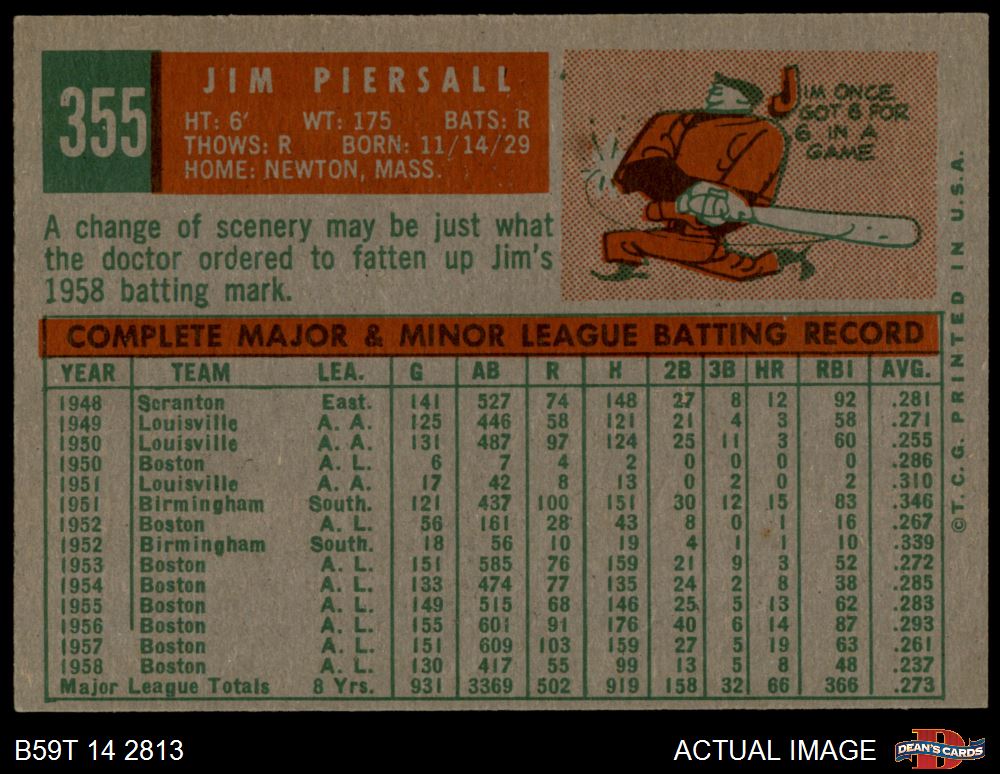 355
JIM PIERSALL
HT: 6' WT: 175 BATS: R
THOWS: R BORN: 11/14/29
HOME: NEWTON, MASS.
JIM ONCE
GOT 6 FOR
6 IN A
GAME
A change of scenery may be just what
the doctor ordered to fatten up Jim's
1958 batting mark.
COMPLETE MAJOR & MINOR LEAGUE BATTING RECORD
YEAR TEAM LEA. G AB R H 2B 3B HR RBI AVG.
1948 Scranton East. 141 527 74 148 27 8 12 92 .281
1949 Louisville A. A. 125 446 58 121 21 4 3 58 .271
1950 Louisville A. A. 131 487 97 124 25 11 3 60 .255
1950 Boston A. L. 6 7 4 2 0 0 0 0 .286
1951 Louisville A. A. 17 42 8 13 0 2 0 2 .310
1951 Birmingham South. 121 437 100 151 30 12 15 83 .346
1952 Boston A. L. 56 161 28 43 8 0 1 16 .267
1952 Birmingham South. 18 56 10 19 4 1 1 10 .339
1953 Boston A. L. 151 585 76 159 21 9 3 52 .272
1954 Boston A. L. 133 474 77 135 24 2 8 38 .285
1955 Boston A. L. 149 515 68 146 25 5 13 62 .283
1956 Boston A. L. 155 601 91 176 40 6 14 87 .293
1957 Boston A. L. 151 609 103 159 27 5 19 63 .261
1958 Boston A. L. 130 417 55 99 13 5 8 48 .237
Major League Totals 8 Yrs. 931 3369 502 919 158 32 66 366 .273
©T.C.G. PRINTED IN U.S.A.
B59T 14 2813
ACTUAL IMAGE
DEAN'S CARDS